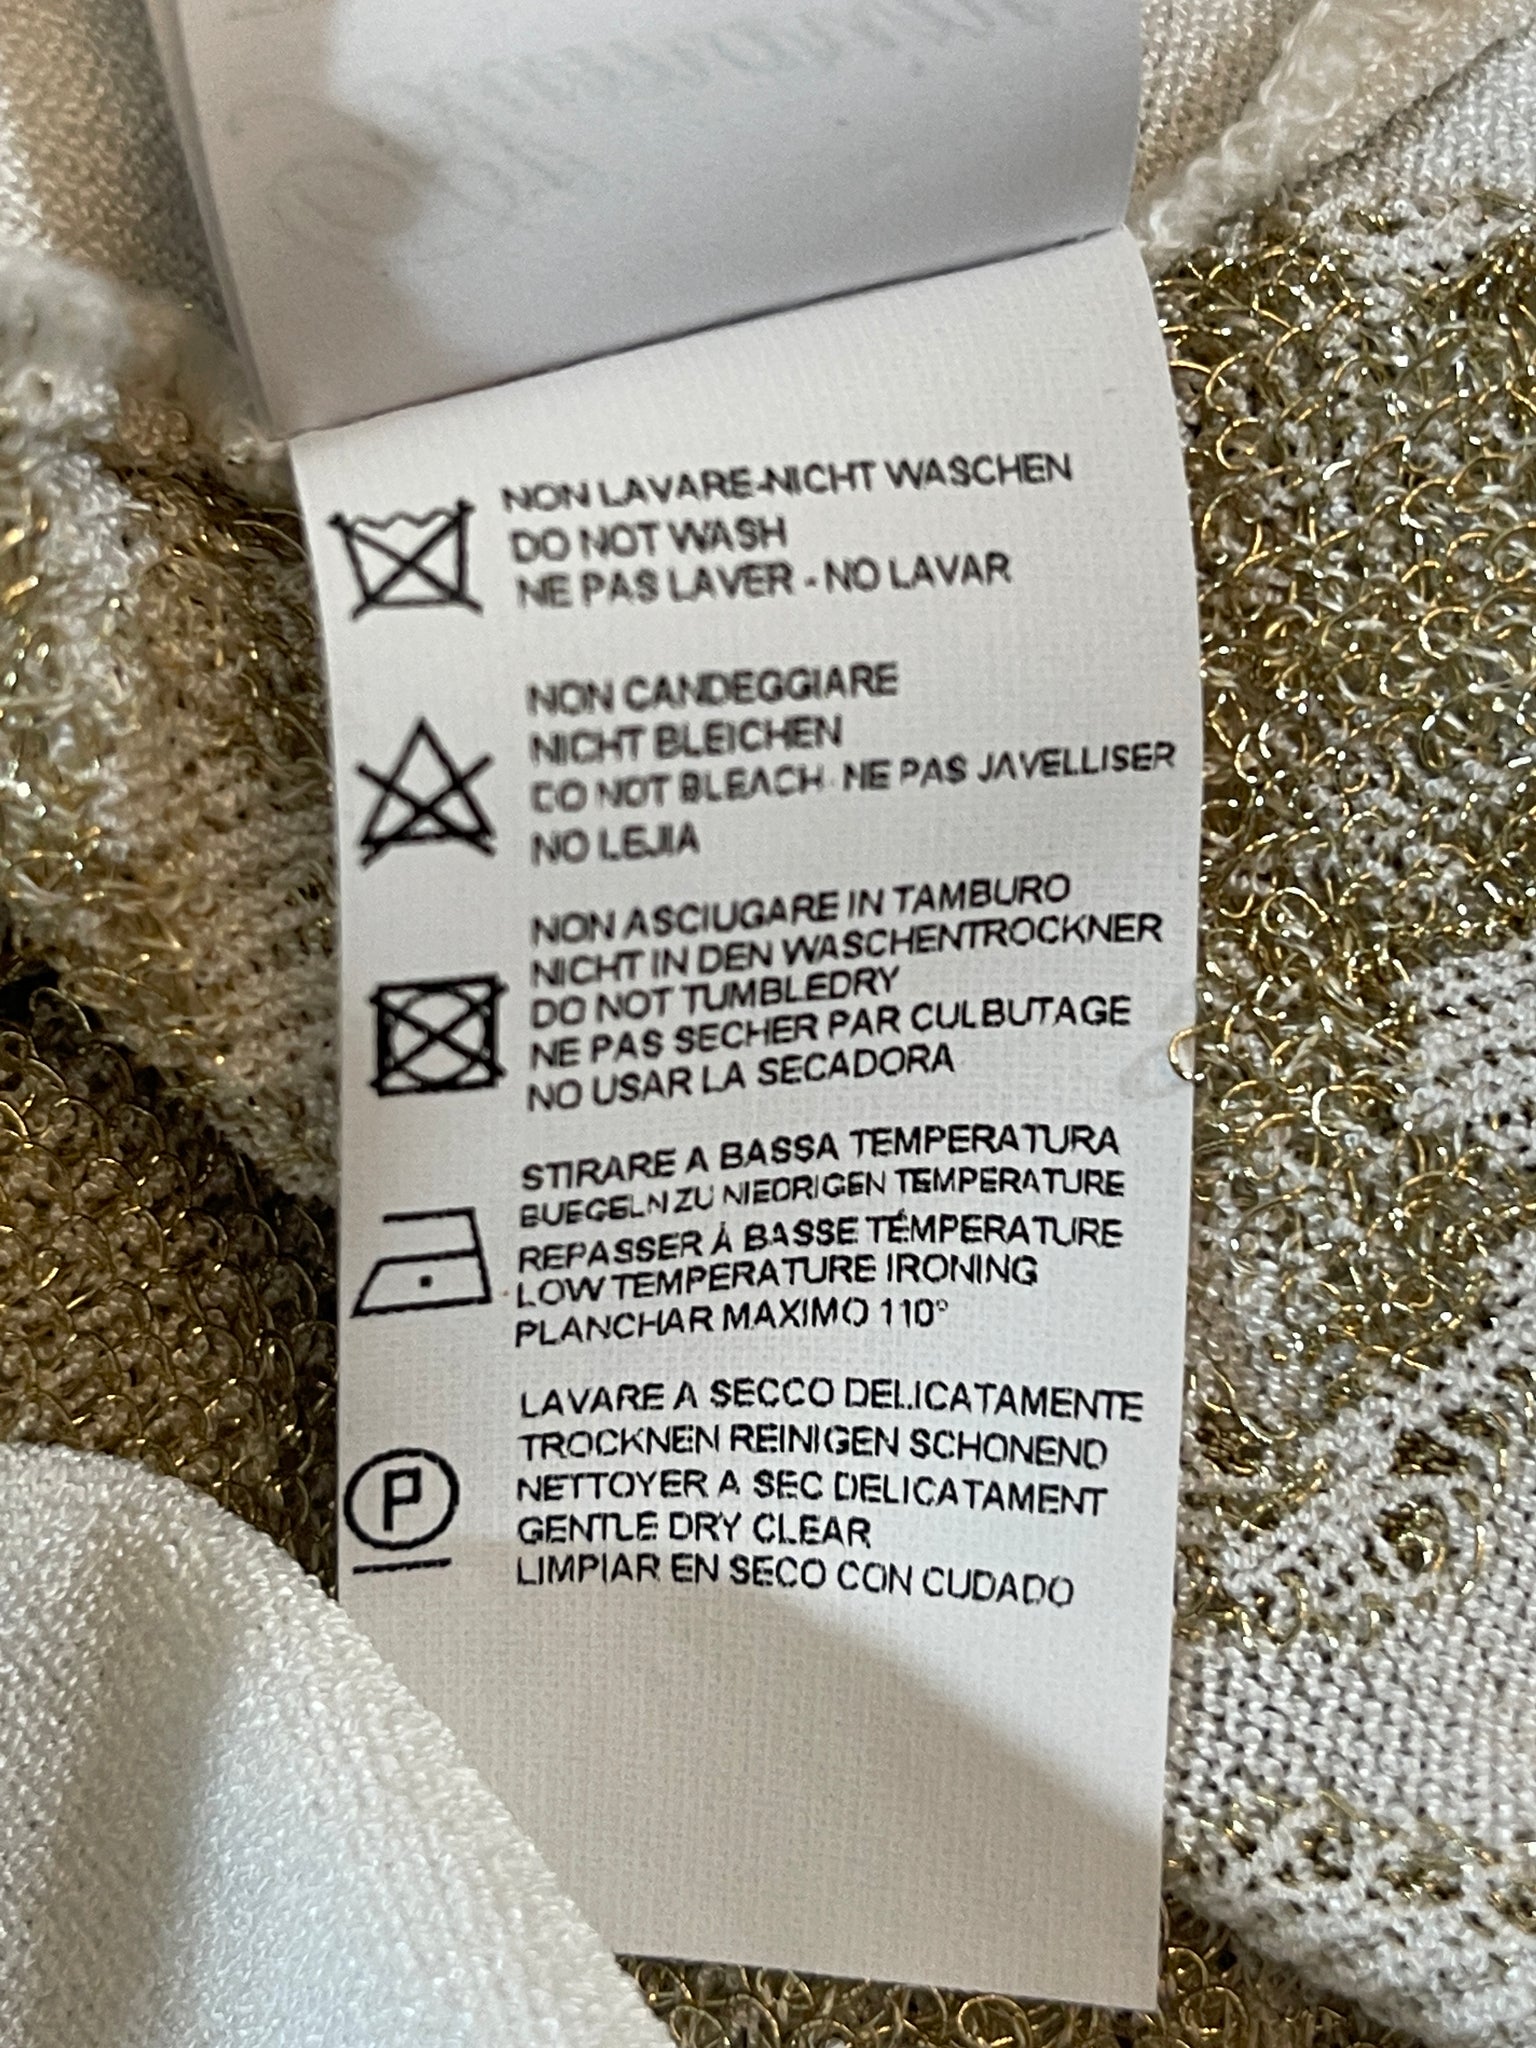 NON LAVARE-NICHT WASCHEN
DO NOT WASH
NE PAS LAVER - NO LAVAR
NON CANDEGGIARE
NICHT BLEICHEN
DO NOT BLEACH- NE PAS JAVELLISER
NO LEJIA
NON ASCIUGARE IN TAMBURO
NICHT IN DEN WASCHENTROCKNER
DO NOT TUMBLEDRY
NE PAS SECHER PAR CULBUTAGE
NO USAR LA SECADORA
STIRARE A BASSA TEMPERATURA
BUEGELN ZU NIEDRIGEN TEMPERATURE
REPASSER À BASSE TÉMPERATURE
LOW TEMPERATURE IRONING
PLANCHAR MAXIMO 110°
LAVARE A SECCO DELICATAMENTE
TROCKNEN REINIGEN SCHONEND
P NETTOYER A SEC DELICATAMENT
GENTLE DRY CLEAR
LIMPIAR EN SECO CON CUDADO